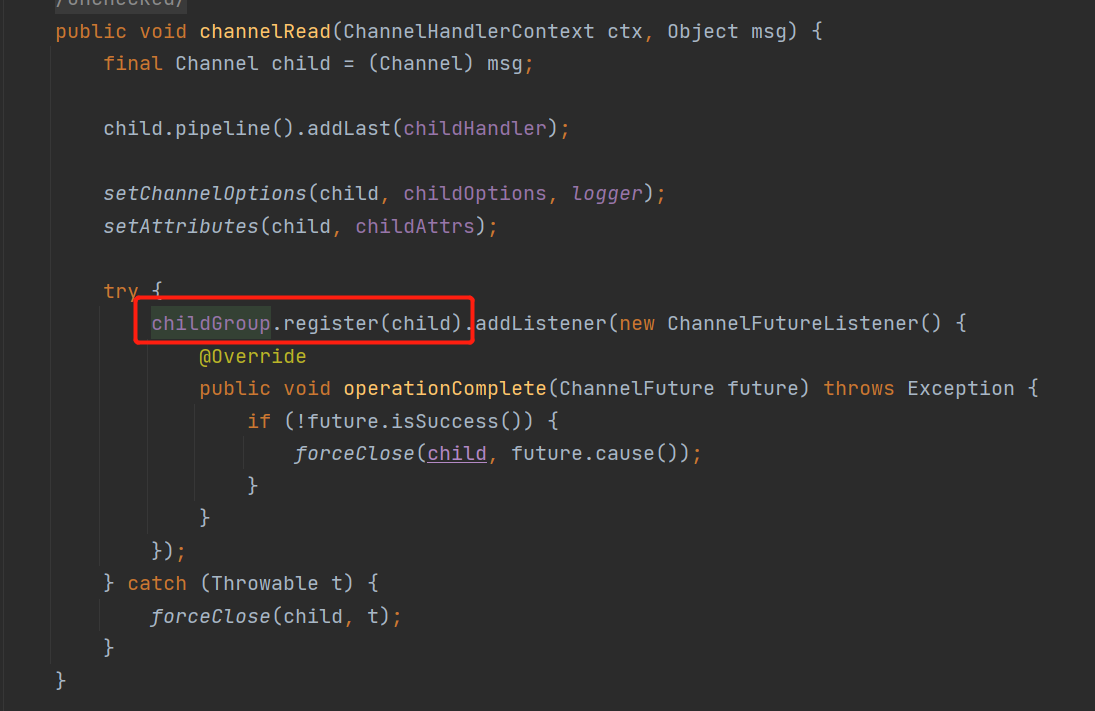 public void channelRead(ChannelHandlerContext ctx, Object msg) {
final Channel child = (Channel) msg;
child.pipeline().addLast(childHandler);
setChannelOptions(child, childOptions, logger);
setAttributes(child, childAttrs);
try {
childGroup.register(child).addListener(new ChannelFutureListener() {
@Override
public void operationComplete(ChannelFuture future) throws Exception {
if (!future.isSuccess()) {
forceClose(child, future.cause());
}
}
});
} catch (Throwable t) {
forceClose(child, t);
}
}